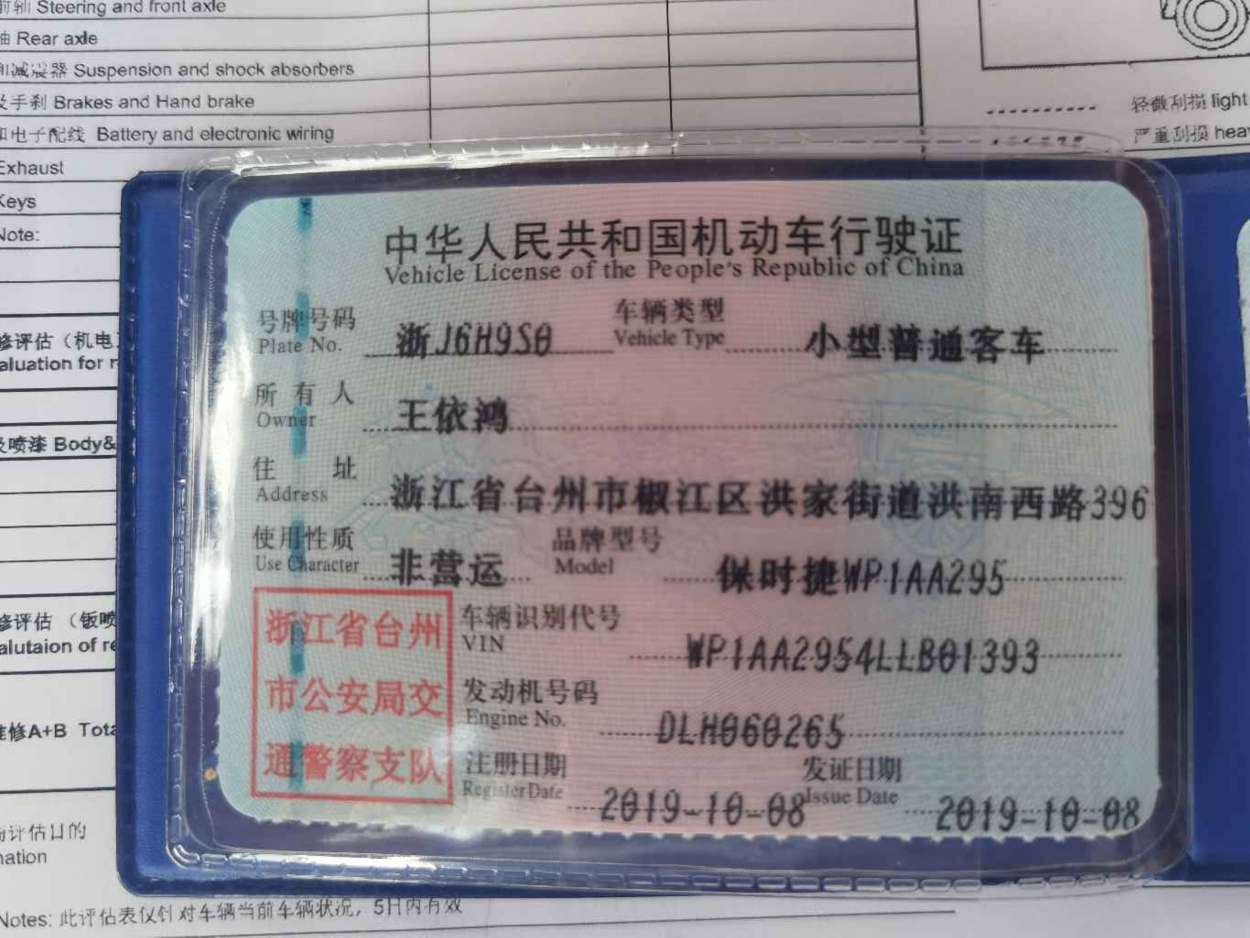 前轴 Steering and front axle
轴 Rear axle
和减震器 Suspension and shock absorbers
及手刹 Brakes and Hand brake
和电子配线 Battery and electronic wiring
Exhaust
Keys
Note:
轻微刮损 light
严重刮损 hea
修评估（机电
aluation for r
喷漆 Body&
修评估 （钣喷
alutaion of re
修A+B Tota
评估目的
nation
中华人民共和国机动车行驶证
Vehicle License of the People's Republic of China
号牌号码 浙J6H9S0 车辆类型 小型普通客车
Plate No. Vehicle Type
所有人 王依鸿
Owner
住址 浙江省台州市椒江区洪家街道洪南西路396
Address
使用性质 非营运 品牌型号 保时捷WP1AA295
Use Character Model
浙江省台州
市公安局交
通警察支队
车辆识别代号 WP1AA2954LLB01393
VIN
发动机号码 DLH060265
Engine No.
注册日期 2019-10-08 发证日期 2019-10-08
Register Date Issue Date
Notes: 此评估表仅针对车辆当前车辆状况，5日内有效